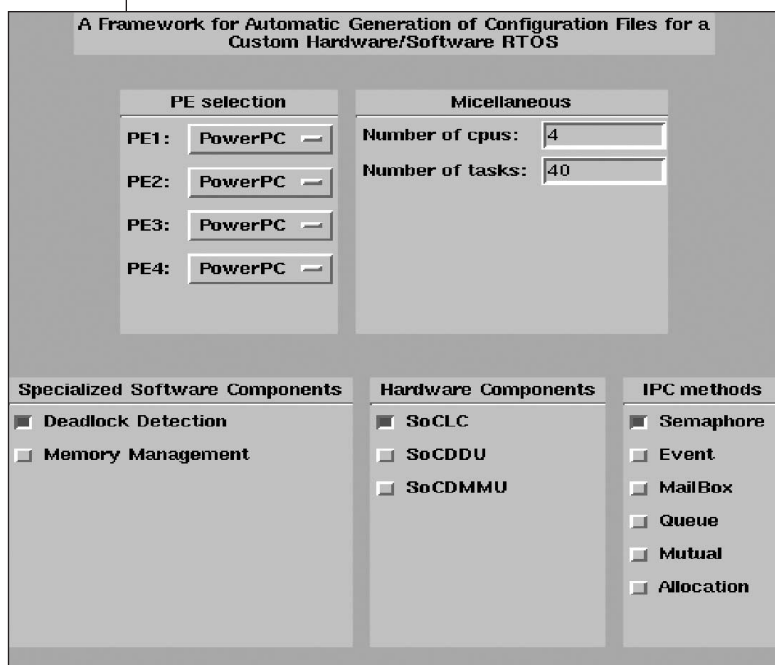 A Framework for Automatic Generation of Configuration Files for a
Custom Hardware/Software RTOS
PE selection
PE1: PowerPC
PE2: PowerPC
PE3: PowerPC
PE4: PowerPC
Micellaneous
Number of cpus: 4
Number of tasks: 40
Specialized Software Components
Deadlock Detection
Memory Management
Hardware Components
SoCLC
SoCDDU
SoCDMMU
IPC methods
Semaphore
Event
MailBox
Queue
Mutual
Allocation